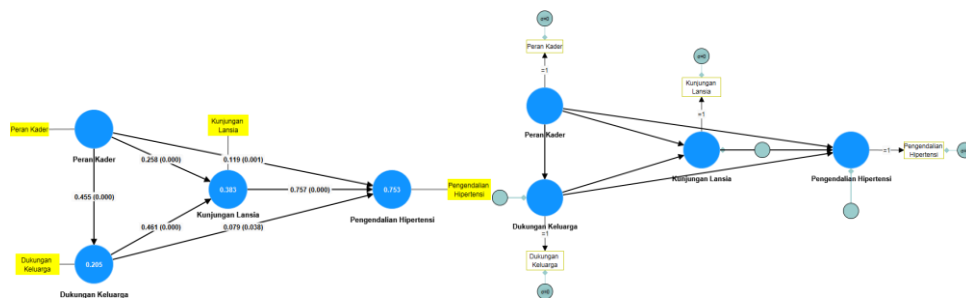 Peran Kader
Peran Kader
Kunjungan
Lansia
0.258 (0.000)
0.119 (0.001)
0.455 (0.000)
0.383
Kunjungan Lansia
0.757 (0.000)
0.753
Pengendalian Hipertensi
Pengendalian
Hipertensi
0.461 (0.000)
0.079 (0.038)
Dukungan
Keluarga
0.205
Dukungan Keluarga
Peran Kader
=1
Peran Kader
Kunjungan
Lansia
=1
Kunjungan Lansia
Pengendalian Hipertensi
=1
Pengendalian
Hipertensi
Dukungan Keluarga
=1
Dukungan
Keluarga